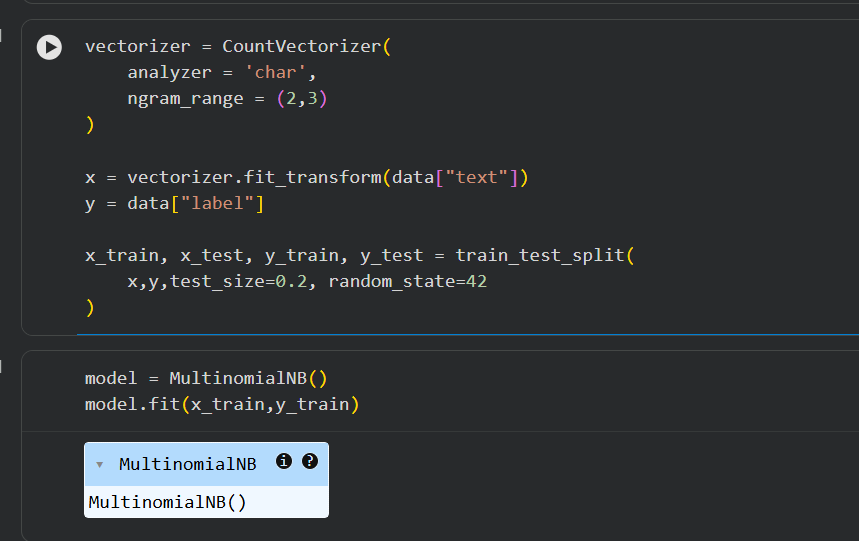 vectorizer = CountVectorizer(
    analyzer = 'char',
    ngram_range = (2,3)
)
x = vectorizer.fit_transform(data["text"])
y = data["label"]
x_train, x_test, y_train, y_test = train_test_split(
    x,y,test_size=0.2, random_state=42
)
model = MultinomialNB()
model.fit(x_train,y_train)
▾ MultinomialNB i ?
MultinomialNB()